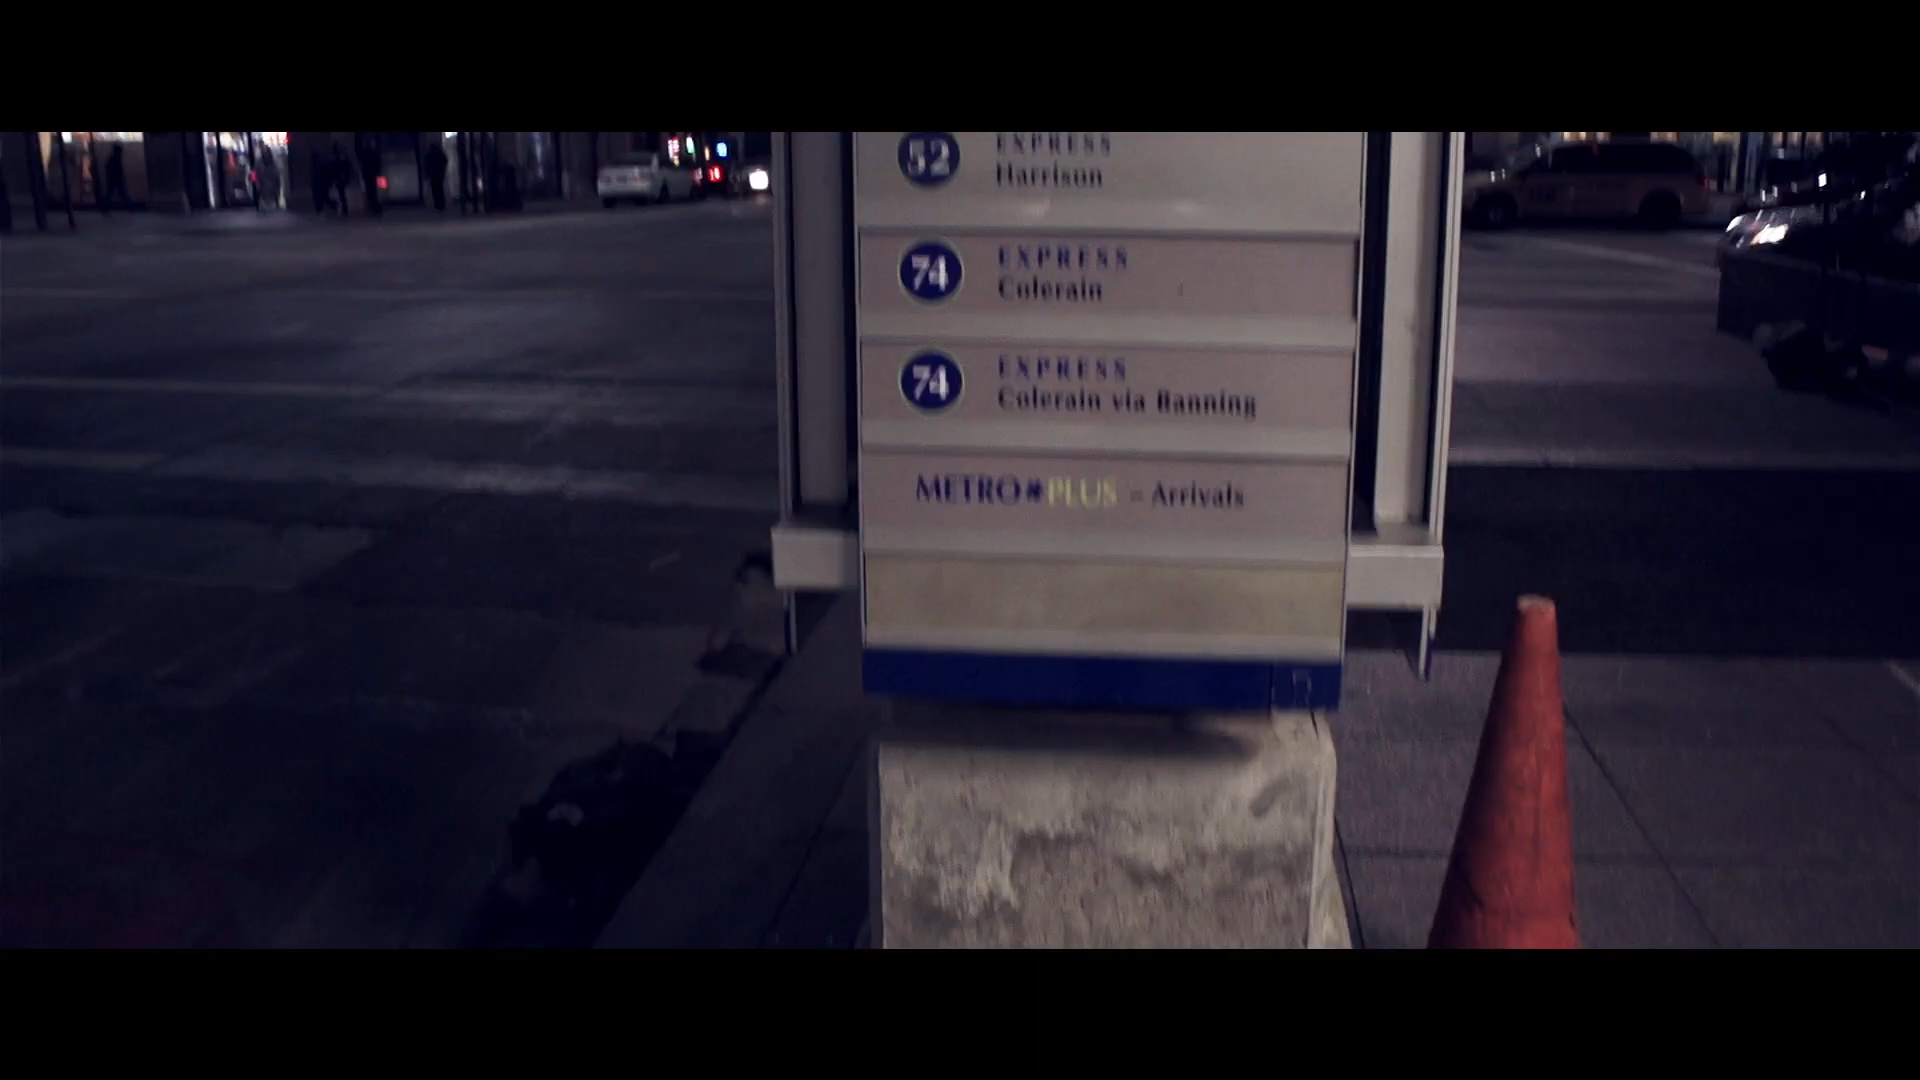 52 EXPRESS
Harrison
74 EXPRESS
Colerain
74 EXPRESS
Colerain via Banning
METRO*PLUS - Arrivals